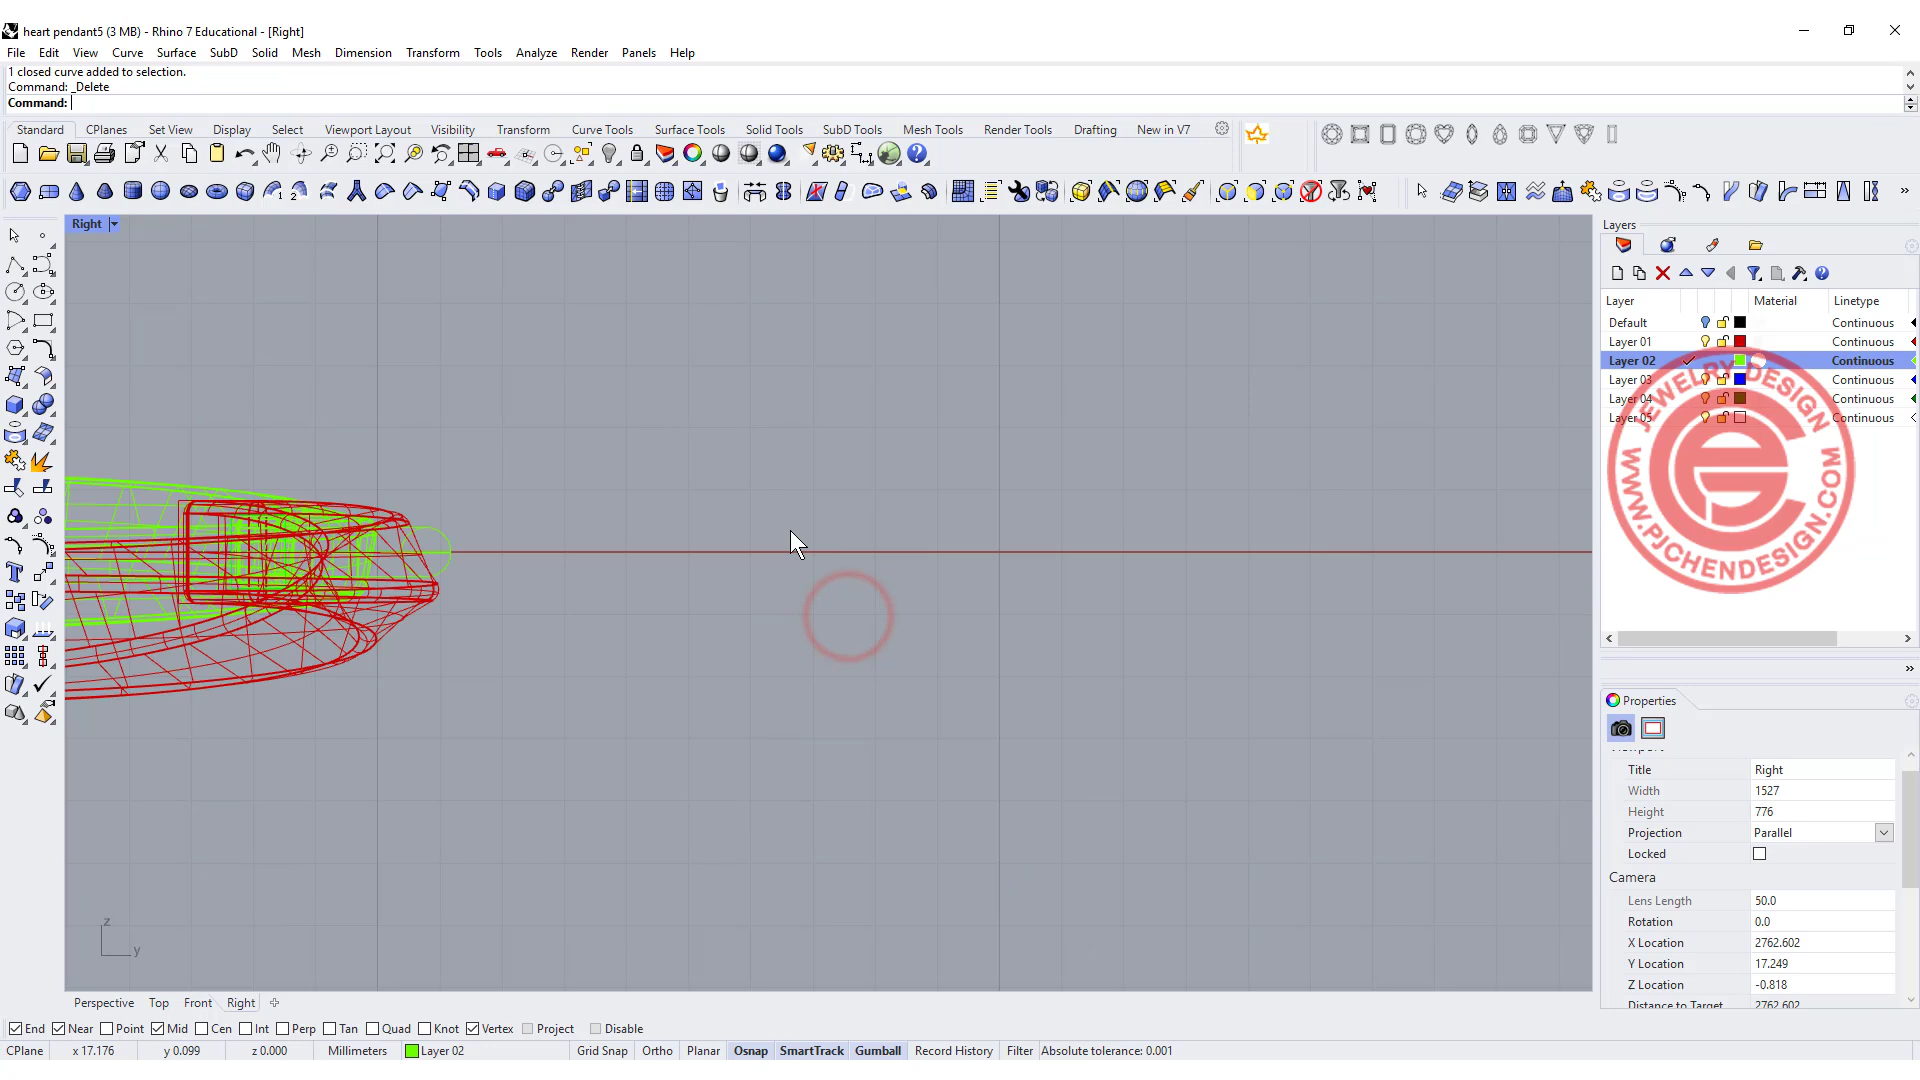 heart pendant5 (3 MB) - Rhino 7 Educational - [Right]
File Edit View Curve Surface SubD Solid Mesh Dimension Transform Tools Analyze Render Panels Help
1 closed curve added to selection.
Command: _Delete
Command:
Standard CPlanes Set View Display Select Viewport Layout Visibility Transform Curve Tools Surface Tools Solid Tools SubD Tools Mesh Tools Render Tools Drafting New in V7
Right
Layers
Layer Material Linetype
Default Continuous
Layer 01 Continuous
Layer 02 Continuous
Layer 03 Continuous
Layer 04 Continuous
Layer 05 Continuous
JEWELRY DESIGN
WWW.PJCHENDESIGN.COM
Properties
Viewport
Title Right
Width 1527
Height 776
Projection Parallel
Locked
Camera
Lens Length 50.0
Rotation 0.0
X Location 2762.602
Y Location 17.249
Z Location -0.818
Distance to Target 2762.602
z
y
Perspective Top Front Right
End Near Point Mid Cen Int Perp Tan Quad Knot Vertex Project Disable
CPlane x 17.176 y 0.099 z 0.000 Millimeters Layer 02 Grid Snap Ortho Planar Osnap SmartTrack Gumball Record History Filter Absolute tolerance: 0.001